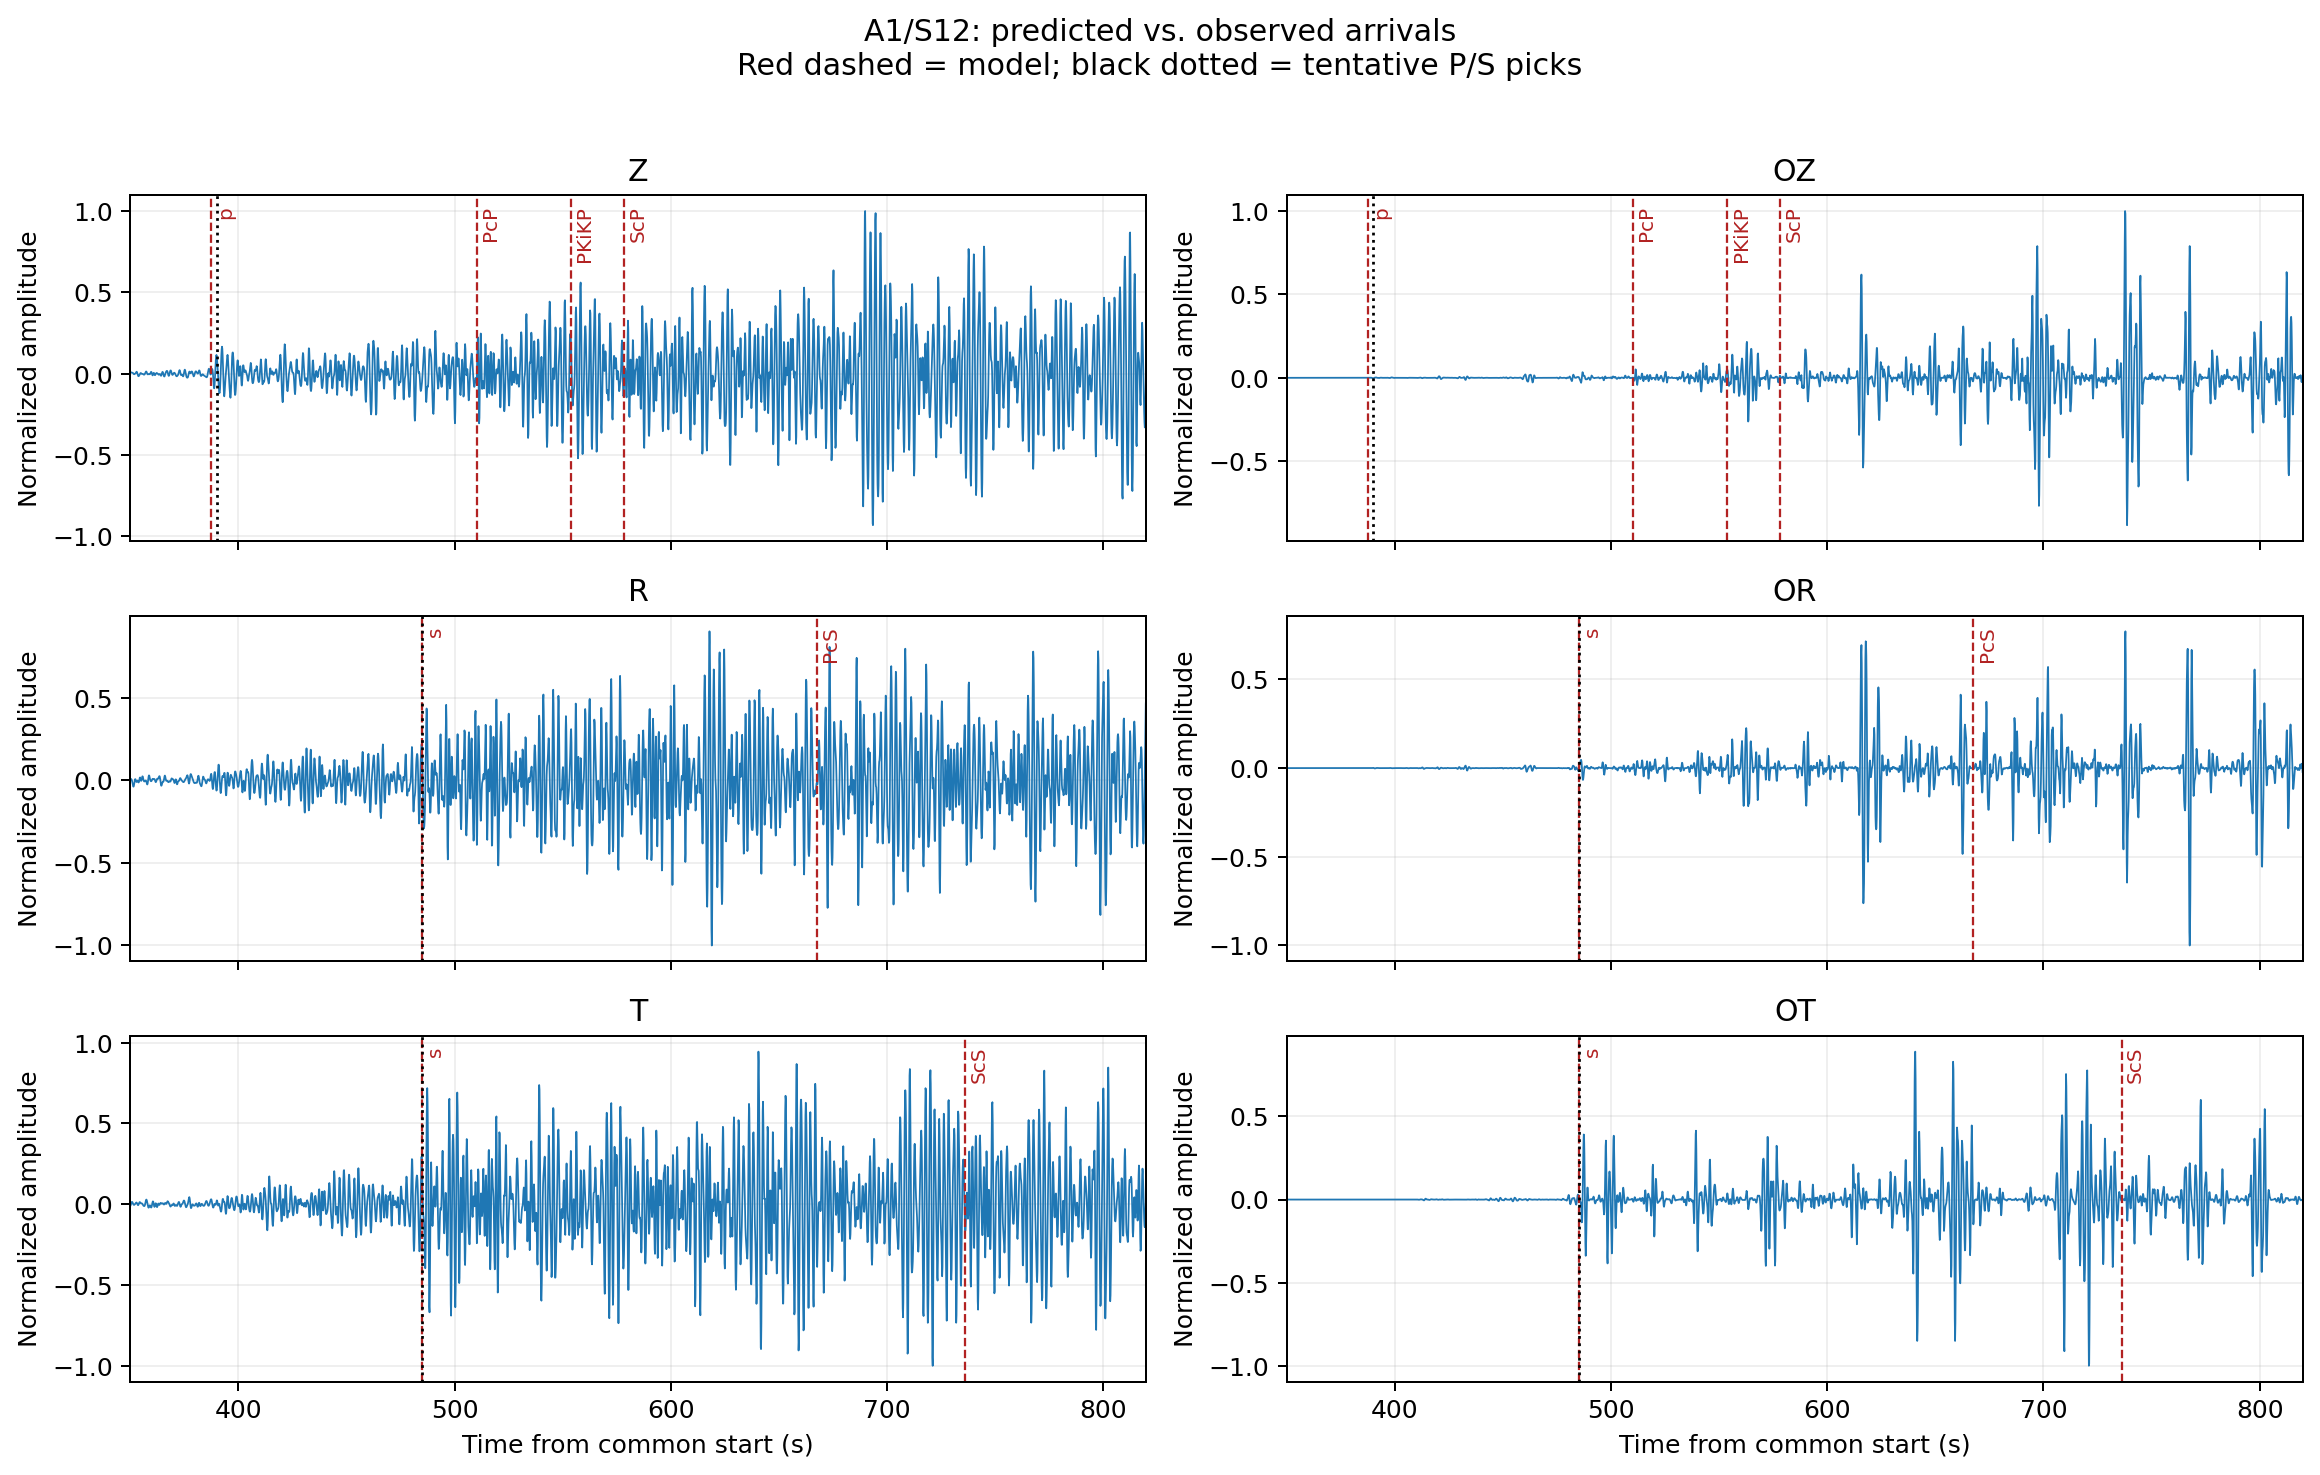 A1/S12: predicted vs. observed arrivals
Red dashed = model; black dotted = tentative P/S picks
Z
Normalized amplitude
1.0
0.5
0.0
−0.5
−1.0
p
PcP
PKiKP
ScP
OZ
Normalized amplitude
1.0
0.5
0.0
−0.5
p
PcP
PKiKP
ScP
R
Normalized amplitude
0.5
0.0
−0.5
−1.0
s
PcS
OR
Normalized amplitude
0.5
0.0
−0.5
−1.0
s
PcS
T
Normalized amplitude
1.0
0.5
0.0
−0.5
−1.0
s
ScS
400 500 600 700 800
Time from common start (s)
OT
Normalized amplitude
0.5
0.0
−0.5
−1.0
s
ScS
400 500 600 700 800
Time from common start (s)